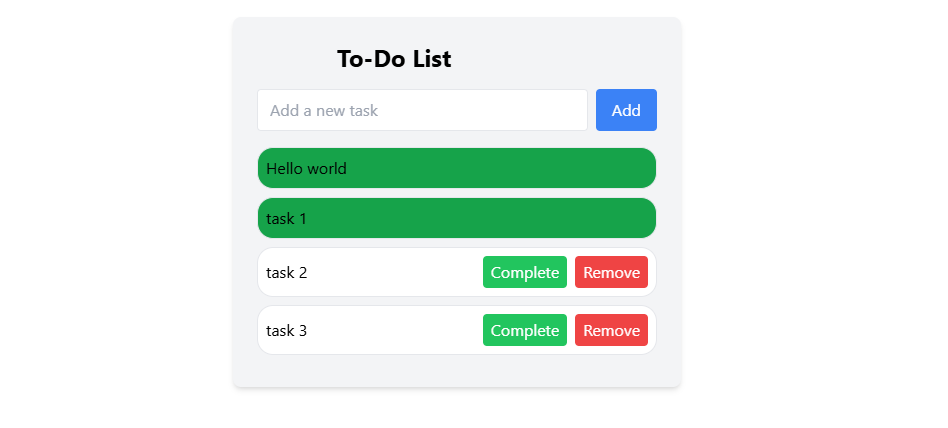 To-Do List
Add a new task Add
Hello world
task 1
task 2 Complete Remove
task 3 Complete Remove